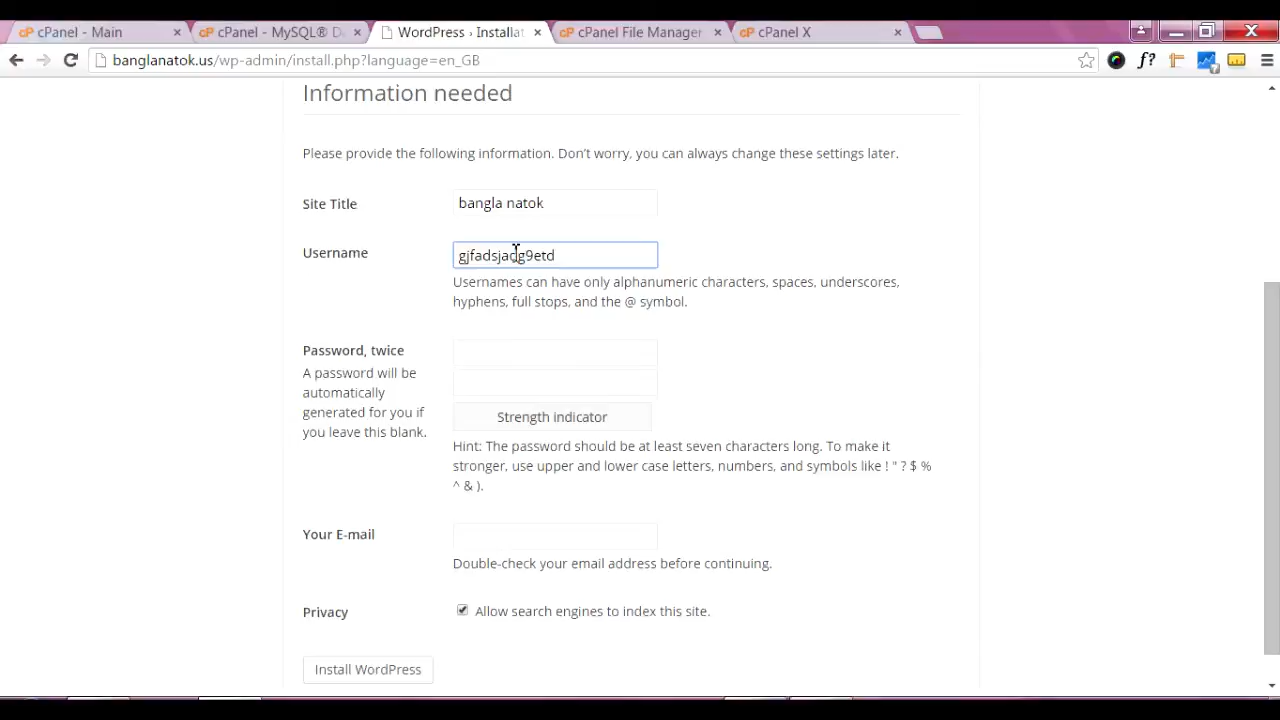 cPanel - Main
cPanel - MySQL® D
WordPress › Installat
cPanel File Manager
cPanel X
banglanatok.us/wp-admin/install.php?language=en_GB
f?
Information needed
Please provide the following information. Don't worry, you can always change these settings later.
Site Title
bangla natok
Username
gjfadsjadg9etd
Usernames can have only alphanumeric characters, spaces, underscores,
hyphens, full stops, and the @ symbol.
Password, twice
A password will be
automatically
generated for you if
you leave this blank.
Strength indicator
Hint: The password should be at least seven characters long. To make it
stronger, use upper and lower case letters, numbers, and symbols like ! " ? $ %
^ & ).
Your E-mail
Double-check your email address before continuing.
Privacy
Allow search engines to index this site.
Install WordPress